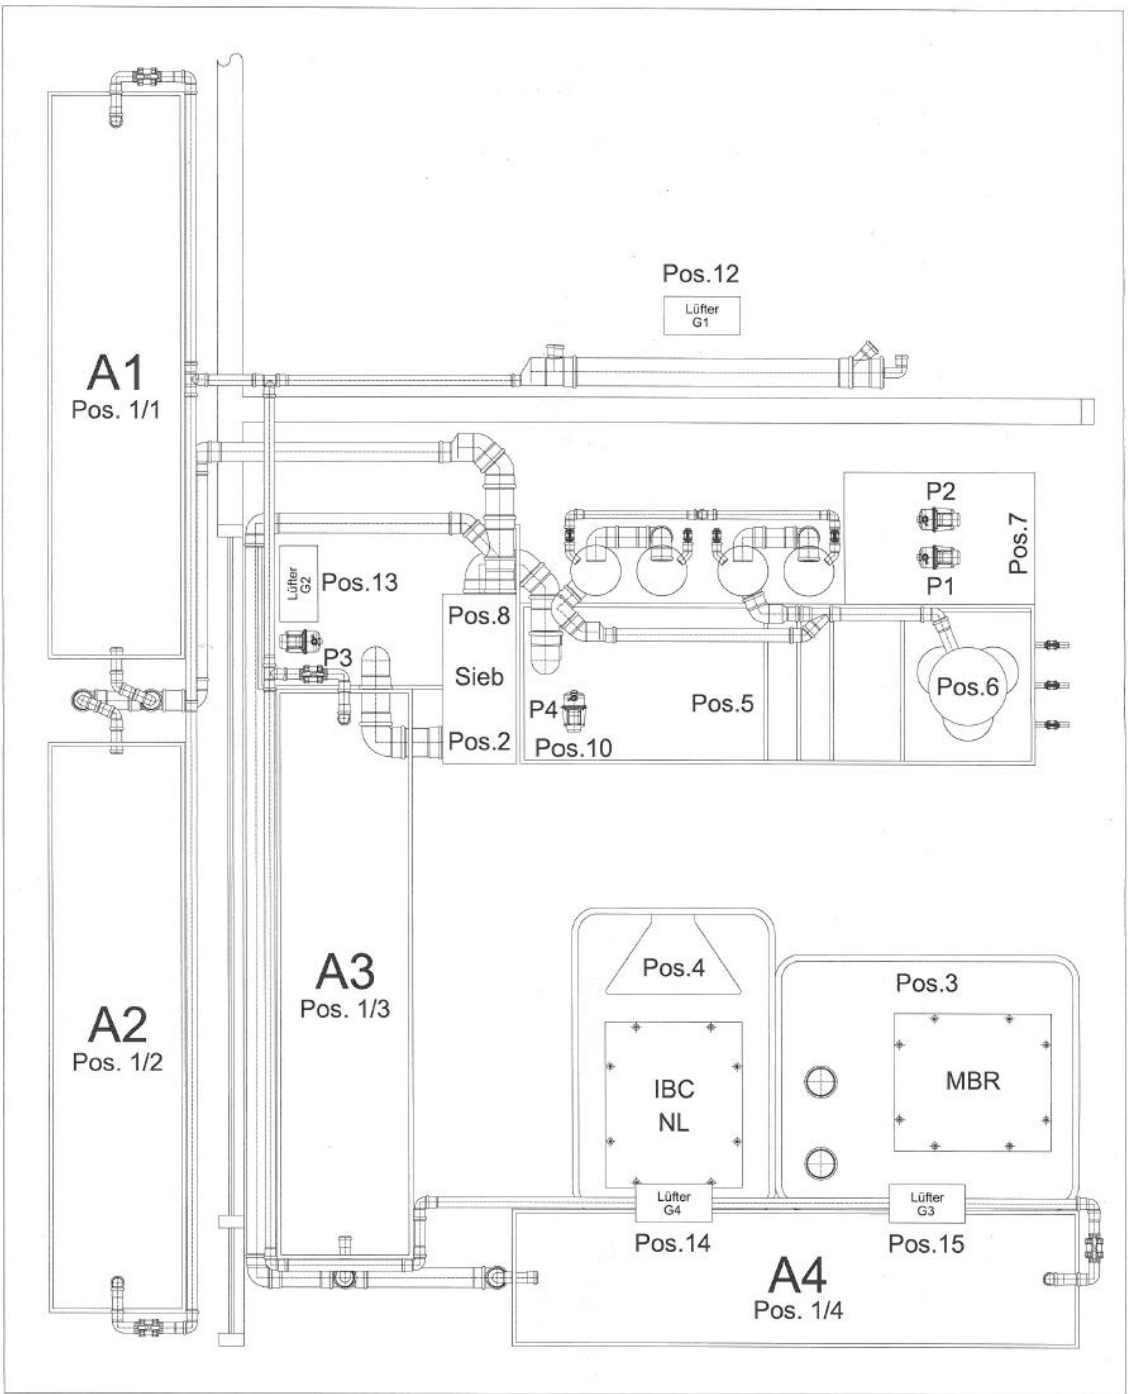 Pos.12
Lüfter
G1
A1
Pos. 1/1
P2
P1
Pos.7
Lüfter
G2
Pos.13
Pos.8
P3
Sieb
Pos.6
P4
Pos.5
Pos.2
Pos.10
A3
Pos. 1/3
Pos.4
Pos.3
A2
Pos. 1/2
IBC
NL
MBR
Lüfter
G4
Lüfter
G3
Pos.14
Pos.15
A4
Pos. 1/4